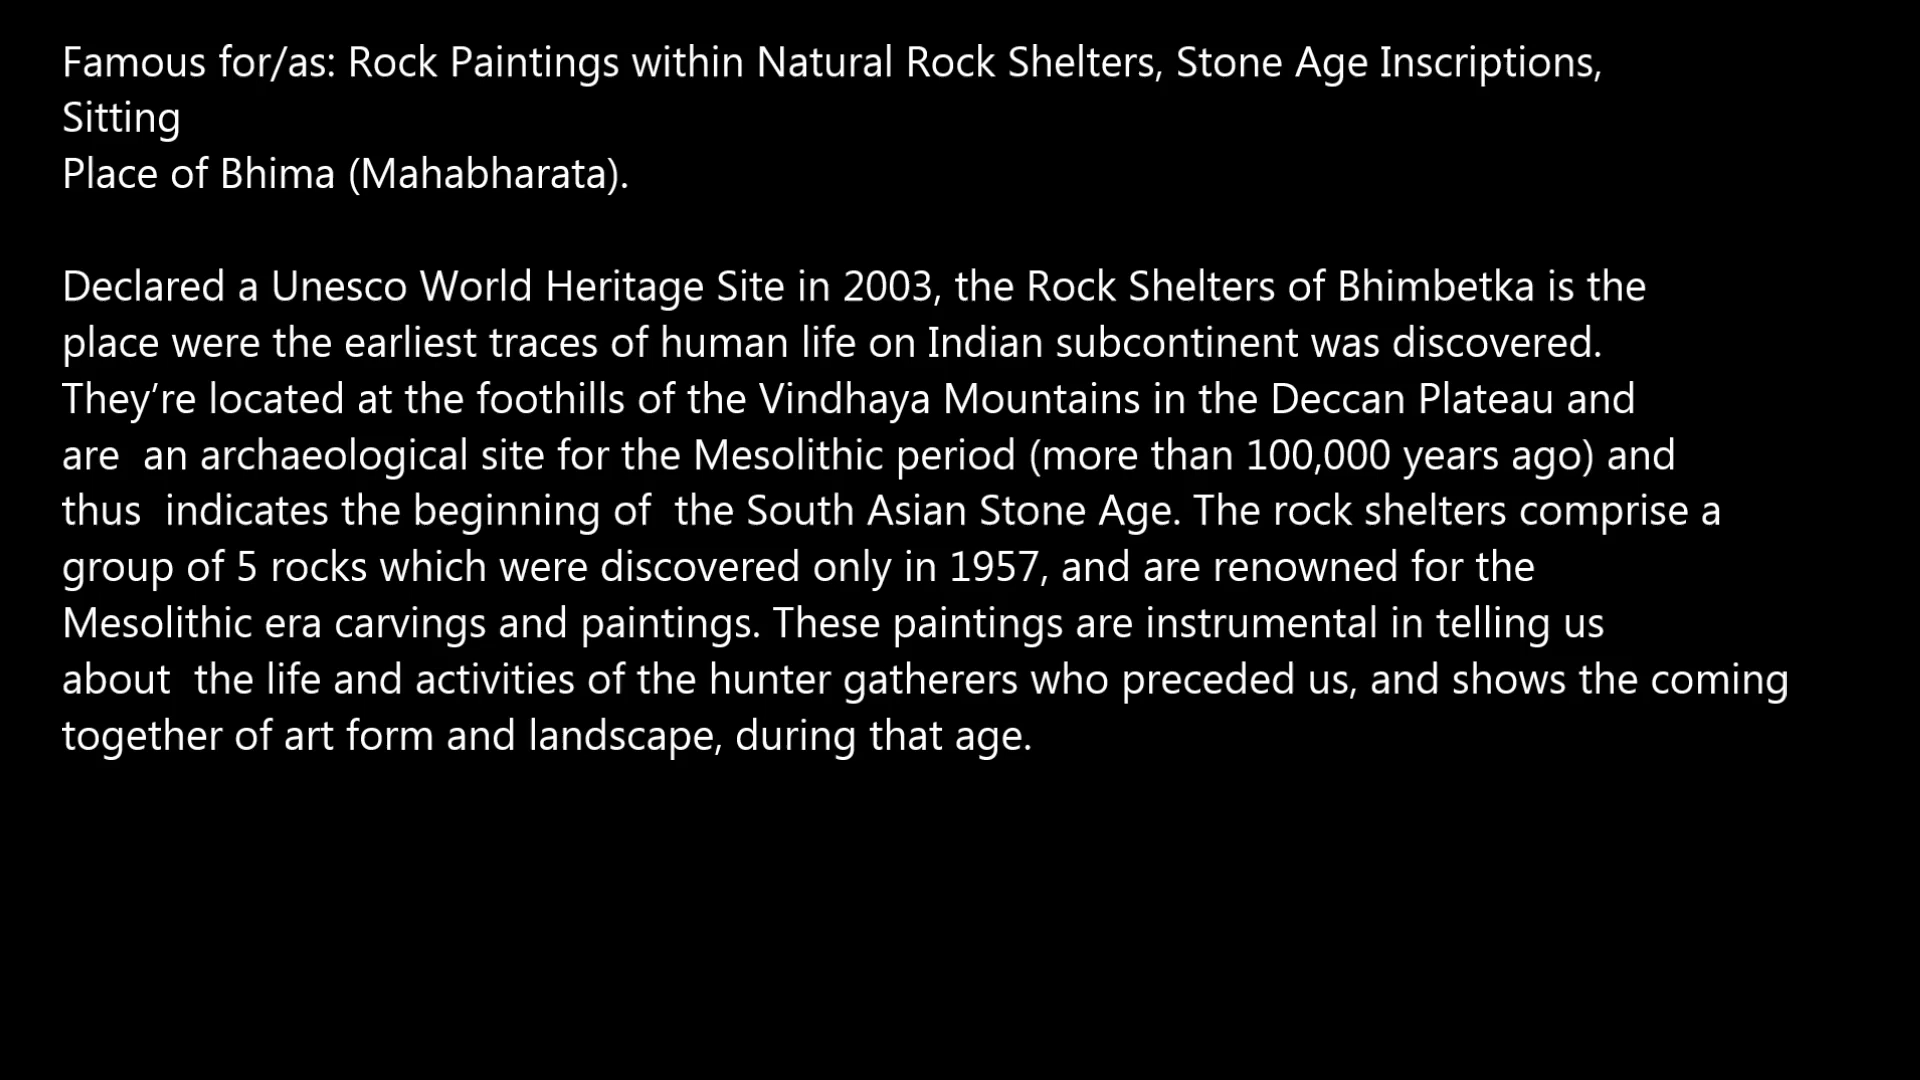 Famous for/as: Rock Paintings within Natural Rock Shelters, Stone Age Inscriptions,
Sitting
Place of Bhima (Mahabharata).
Declared a Unesco World Heritage Site in 2003, the Rock Shelters of Bhimbetka is the
place were the earliest traces of human life on Indian subcontinent was discovered.
They’re located at the foothills of the Vindhaya Mountains in the Deccan Plateau and
are  an archaeological site for the Mesolithic period (more than 100,000 years ago) and
thus  indicates the beginning of  the South Asian Stone Age. The rock shelters comprise a
group of 5 rocks which were discovered only in 1957, and are renowned for the
Mesolithic era carvings and paintings. These paintings are instrumental in telling us
about  the life and activities of the hunter gatherers who preceded us, and shows the coming
together of art form and landscape, during that age.